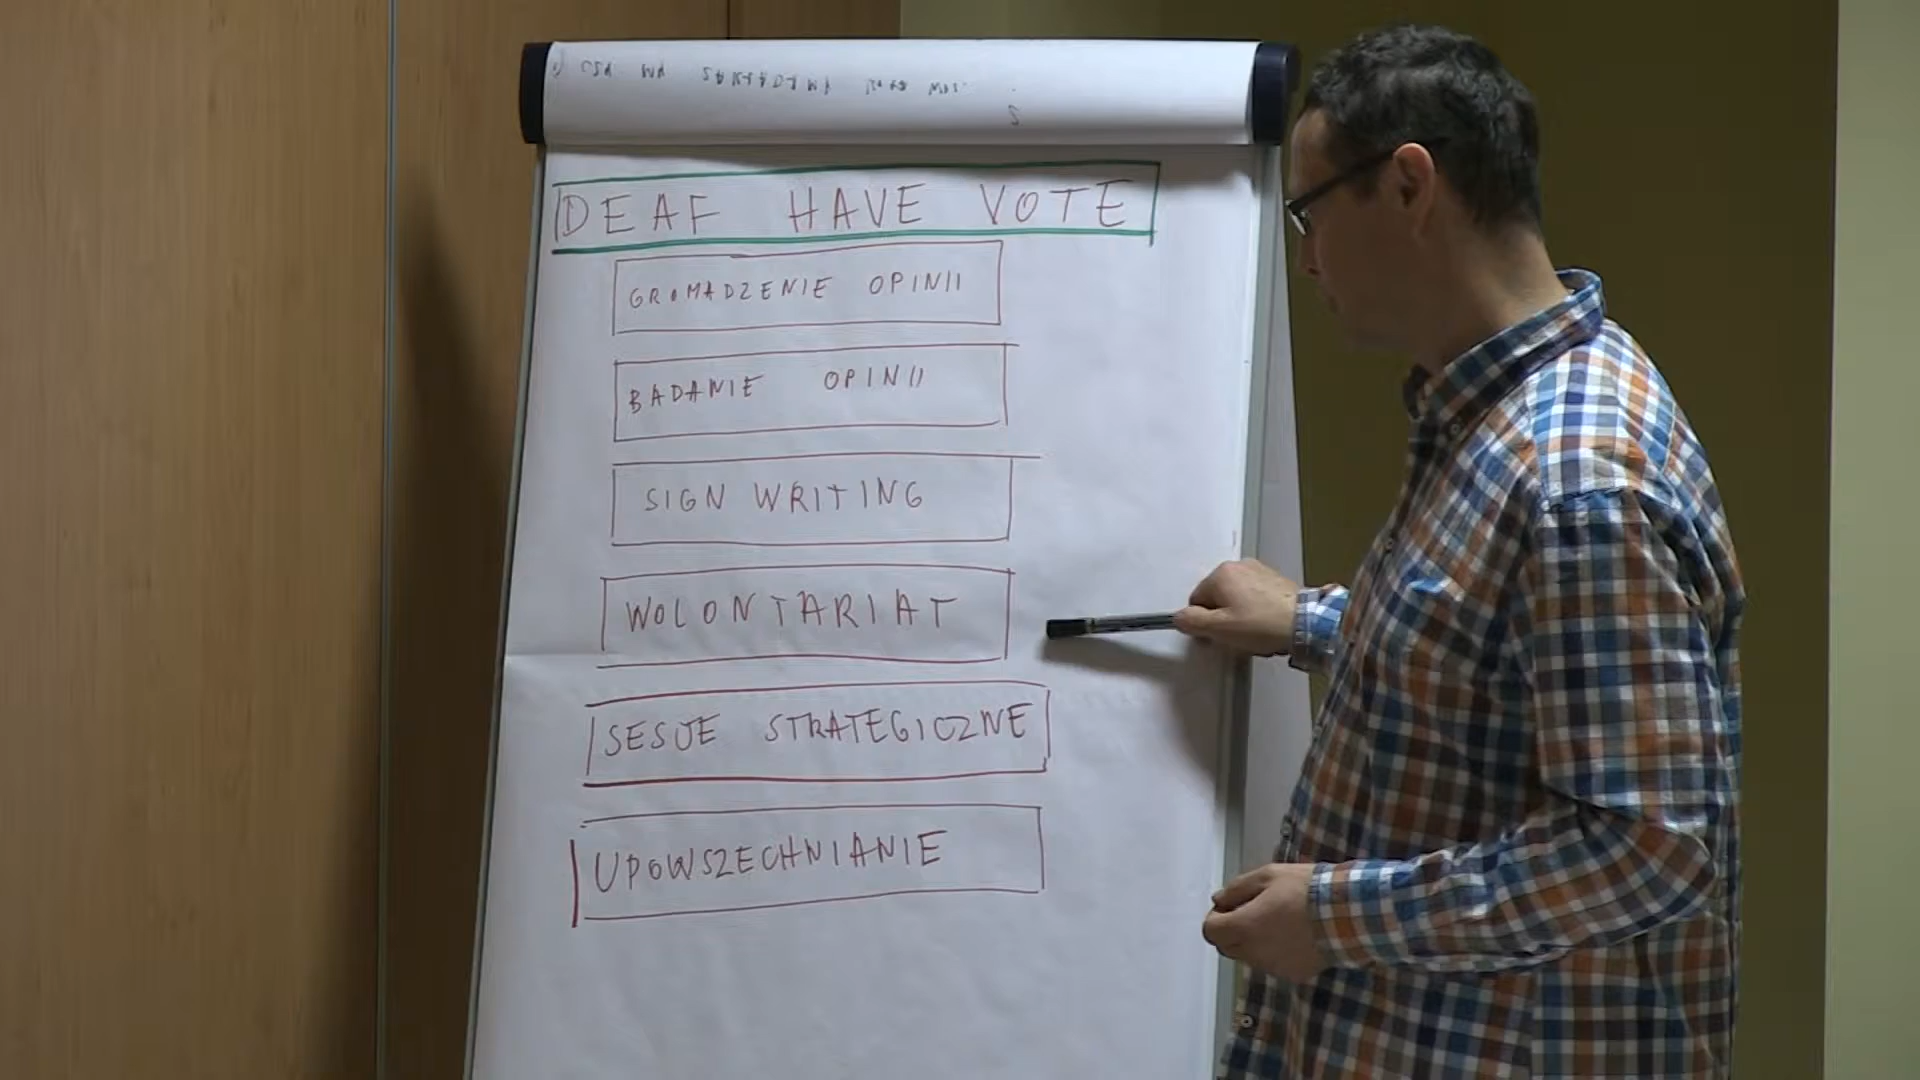 DEAF HAVE VOTE
GROMADZENIE OPINII
BADANIE OPINII
SIGN WRITING
WOLONTARIAT
SESJE STRATEGICZNE
UPOWSZECHNIANIE